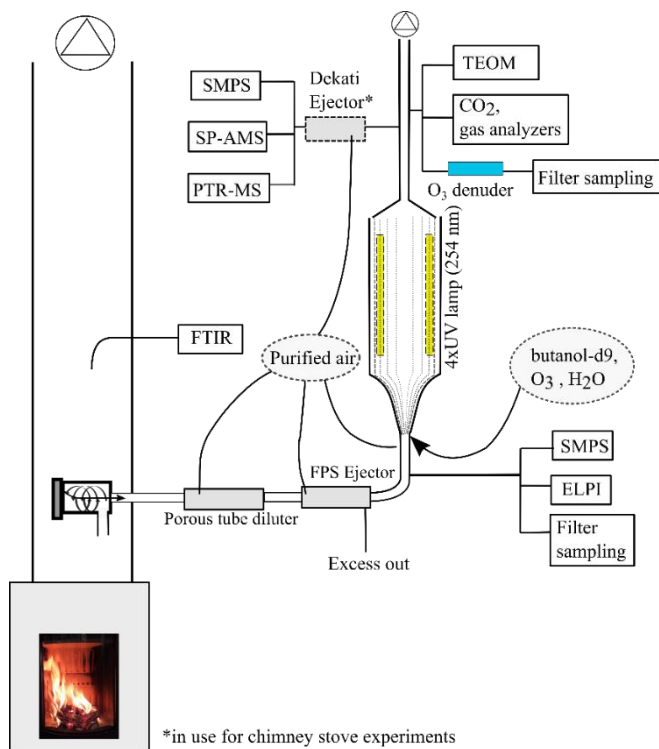 SMPS
SP-AMS
PTR-MS
Dekati
Ejector*
TEOM
CO2,
gas analyzers
O3 denuder
Filter sampling
4xUV lamp (254 nm)
FTIR
Purified air
butanol-d9,
O3 , H2O
FPS Ejector
Porous tube diluter
Excess out
SMPS
ELPI
Filter
sampling
*in use for chimney stove experiments